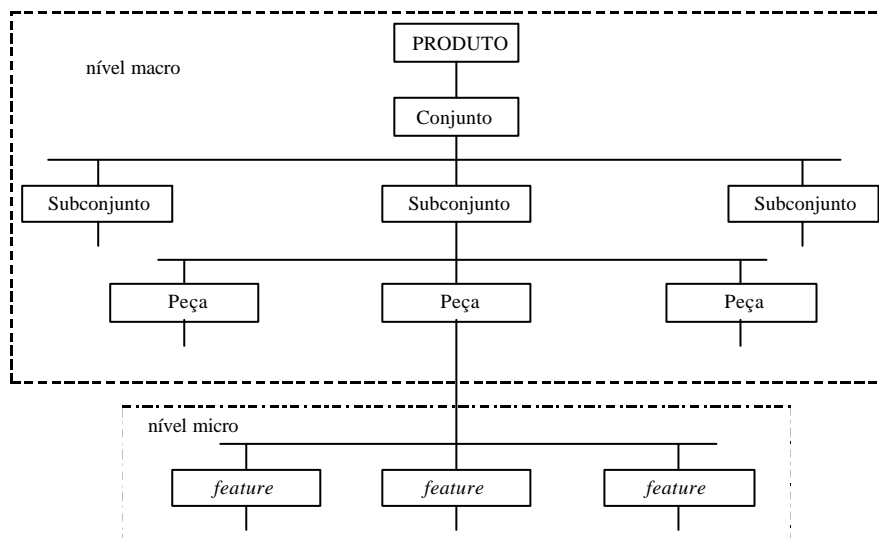 PRODUTO
nível macro
Conjunto
Subconjunto Subconjunto Subconjunto
Peça Peça Peça
nível micro
feature feature feature